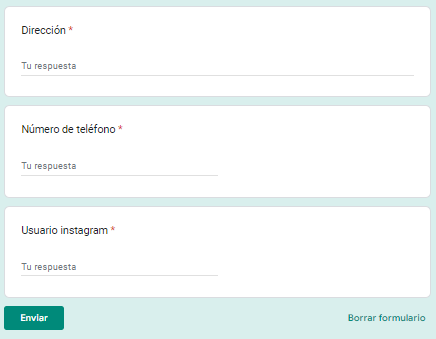 Dirección *
Tu respuesta
Número de teléfono *
Tu respuesta
Usuario instagram *
Tu respuesta
Enviar
Borrar formulario